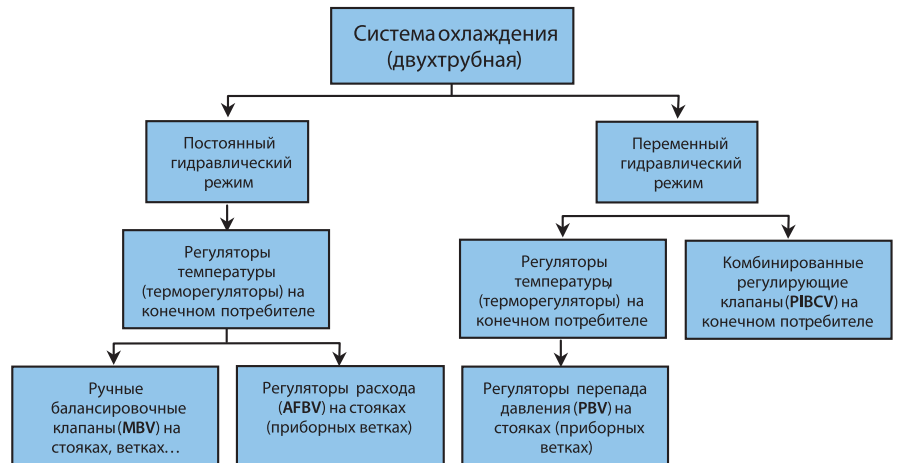 Система охлаждения
(двухтрубная)
Постоянный
гидравлический
режим
Переменный
гидравлический
режим
Регуляторы
температуры
(терморегуляторы) на
конечном потребителе
Регуляторы
температуры
(терморегуляторы) на
конечном потребителе
Комбинированные
регулирующие
клапаны (PIBCV) на
конечном потребителе
Ручные
балансировочные
клапаны (MBV) на
стояках, ветках...
Регуляторы расхода
(AFBV) на стояках
(приборных ветках)
Регуляторы перепада
давления (PBV) на
стояках (приборных
ветках)